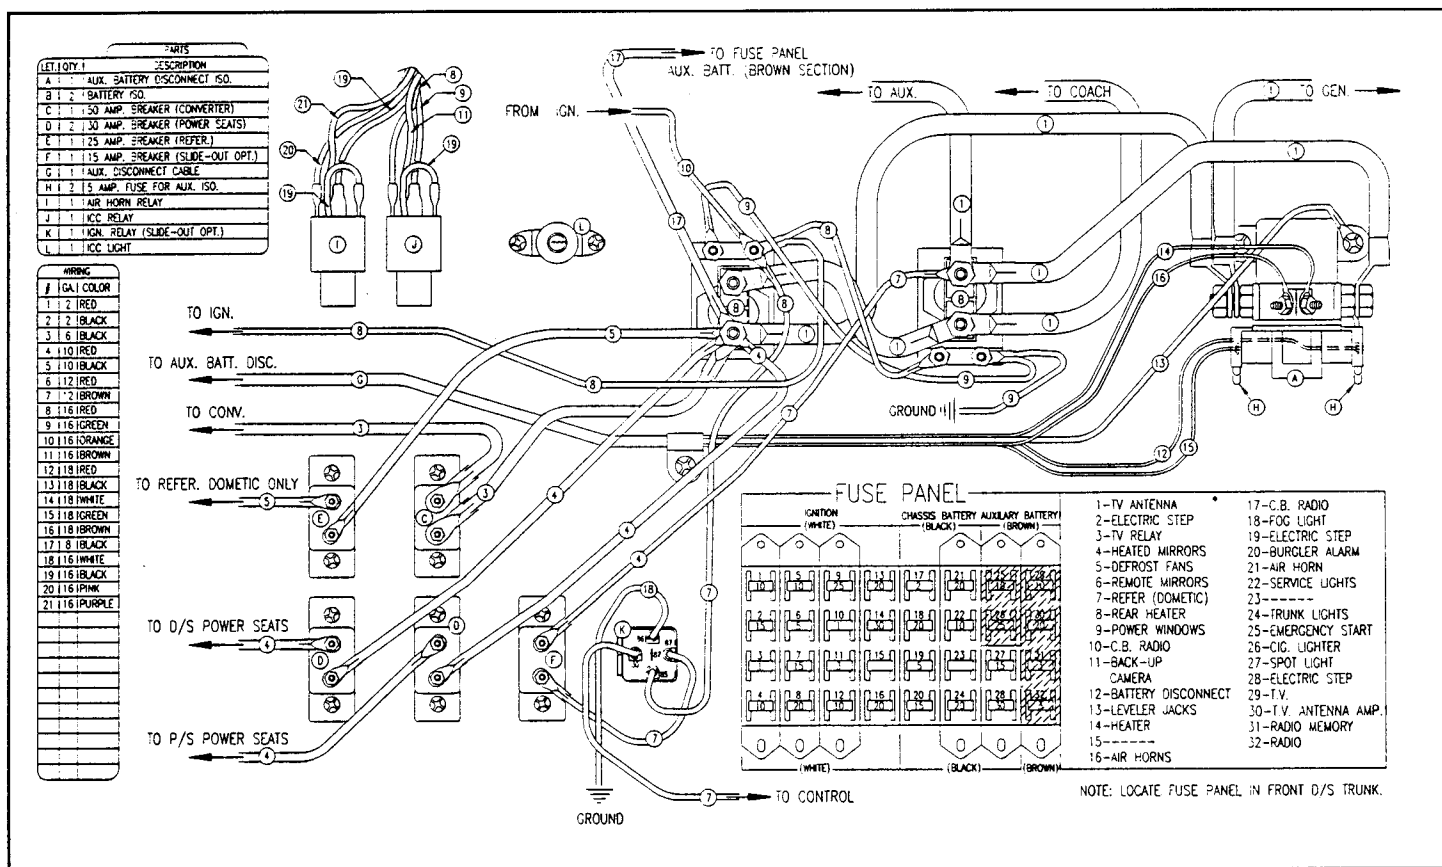 PARTS
LET. QTY. DESCRIPTION
A 1 AUX. BATTERY DISCONNECT ISO.
B 2 BATTERY ISO.
C 1 50 AMP. BREAKER (CONVERTER)
D 2 30 AMP. BREAKER (POWER SEATS)
E 1 25 AMP. BREAKER (REFER.)
F 1 15 AMP. BREAKER (SLIDE-OUT OPT.)
G 1 AUX. DISCONNECT CABLE
H 2 5 AMP. FUSE FOR AUX. ISO.
I 1 AIR HORN RELAY
J 1 ICC RELAY
K 1 IGN. RELAY (SLIDE-OUT OPT.)
L 1 ICC LIGHT
WIRING
# GA. COLOR
1 2 RED
2 2 BLACK
3 6 BLACK
4 10 RED
5 10 BLACK
6 12 RED
7 12 BROWN
8 16 RED
9 16 GREEN
10 16 ORANGE
11 16 BROWN
12 18 RED
13 18 BLACK
14 18 WHITE
15 18 GREEN
16 18 BROWN
17 8 BLACK
18 16 WHITE
19 16 BLACK
20 16 PINK
21 16 PURPLE
TO FUSE PANEL
AUX. BATT. (BROWN SECTION)
FROM IGN.
TO AUX.
TO COACH
TO GEN.
TO IGN.
TO AUX. BATT. DISC.
TO CONV.
TO REFER. DOMETIC ONLY
TO D/S POWER SEATS
TO P/S POWER SEATS
GROUND
GROUND
TO CONTROL
FUSE PANEL
IGNITION
(WHITE)
CHASSIS BATTERY
(BLACK)
AUXILARY BATTERY
(BROWN)
(WHITE)
(BLACK)
(BROWN)
1-TV ANTENNA
2-ELECTRIC STEP
3-TV RELAY
4-HEATED MIRRORS
5-DEFROST FANS
6-REMOTE MIRRORS
7-REFER (DOMETIC)
8-REAR HEATER
9-POWER WINDOWS
10-C.B. RADIO
11-BACK-UP
CAMERA
12-BATTERY DISCONNECT
13-LEVELER JACKS
14-HEATER
15------
16-AIR HORNS
17-C.B. RADIO
18-FOG LIGHT
19-ELECTRIC STEP
20-BURGLER ALARM
21-AIR HORN
22-SERVICE LIGHTS
23------
24-TRUNK LIGHTS
25-EMERGENCY START
26-CIG. LIGHTER
27-SPOT LIGHT
28-ELECTRIC STEP
29-T.V.
30-T.V. ANTENNA AMP.
31-RADIO MEMORY
32-RADIO
NOTE: LOCATE FUSE PANEL IN FRONT D/S TRUNK.